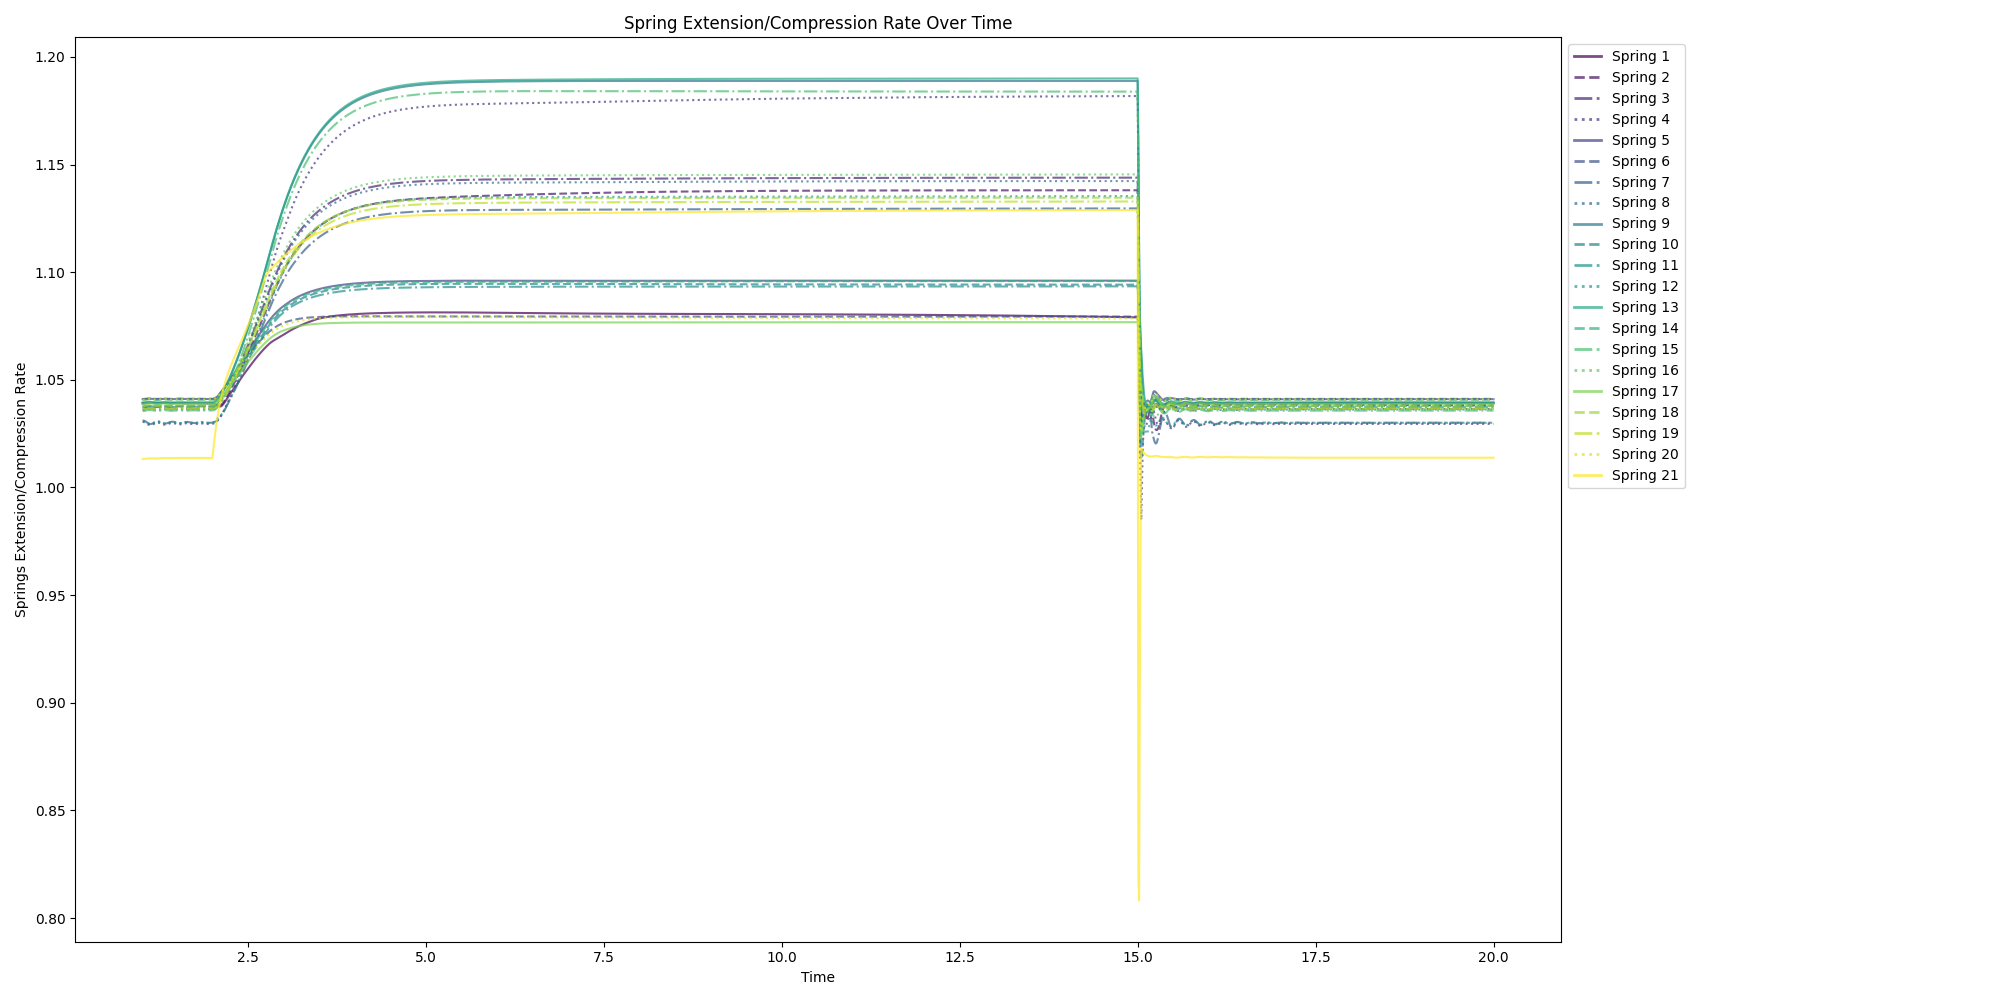 Spring Extension/Compression Rate Over Time
Springs Extension/Compression Rate
1.20
1.15
1.10
1.05
1.00
0.95
0.90
0.85
0.80
2.5
5.0
7.5
10.0
12.5
15.0
17.5
20.0
Time
Spring 1
Spring 2
Spring 3
Spring 4
Spring 5
Spring 6
Spring 7
Spring 8
Spring 9
Spring 10
Spring 11
Spring 12
Spring 13
Spring 14
Spring 15
Spring 16
Spring 17
Spring 18
Spring 19
Spring 20
Spring 21